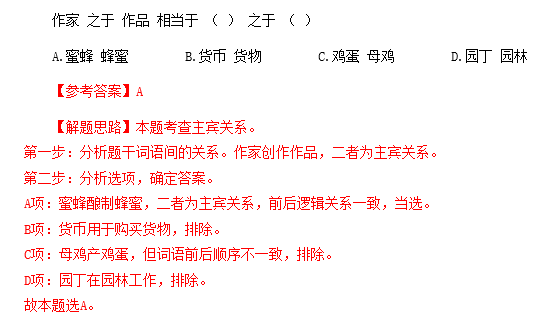 作家 之于 作品 相当于 （ ） 之于 （ ）
A.蜜蜂 蜂蜜 B.货币 货物 C.鸡蛋 母鸡 D.园丁 园林
【参考答案】A
【解题思路】本题考查主宾关系。
第一步：分析题干词语间的关系。作家创作作品，二者为主宾关系。
第二步：分析选项，确定答案。
A项：蜜蜂酿制蜂蜜，二者为主宾关系，前后逻辑关系一致，当选。
B项：货币用于购买货物，排除。
C项：母鸡产鸡蛋，但词语前后顺序不一致，排除。
D项：园丁在园林工作，排除。
故本题选A。